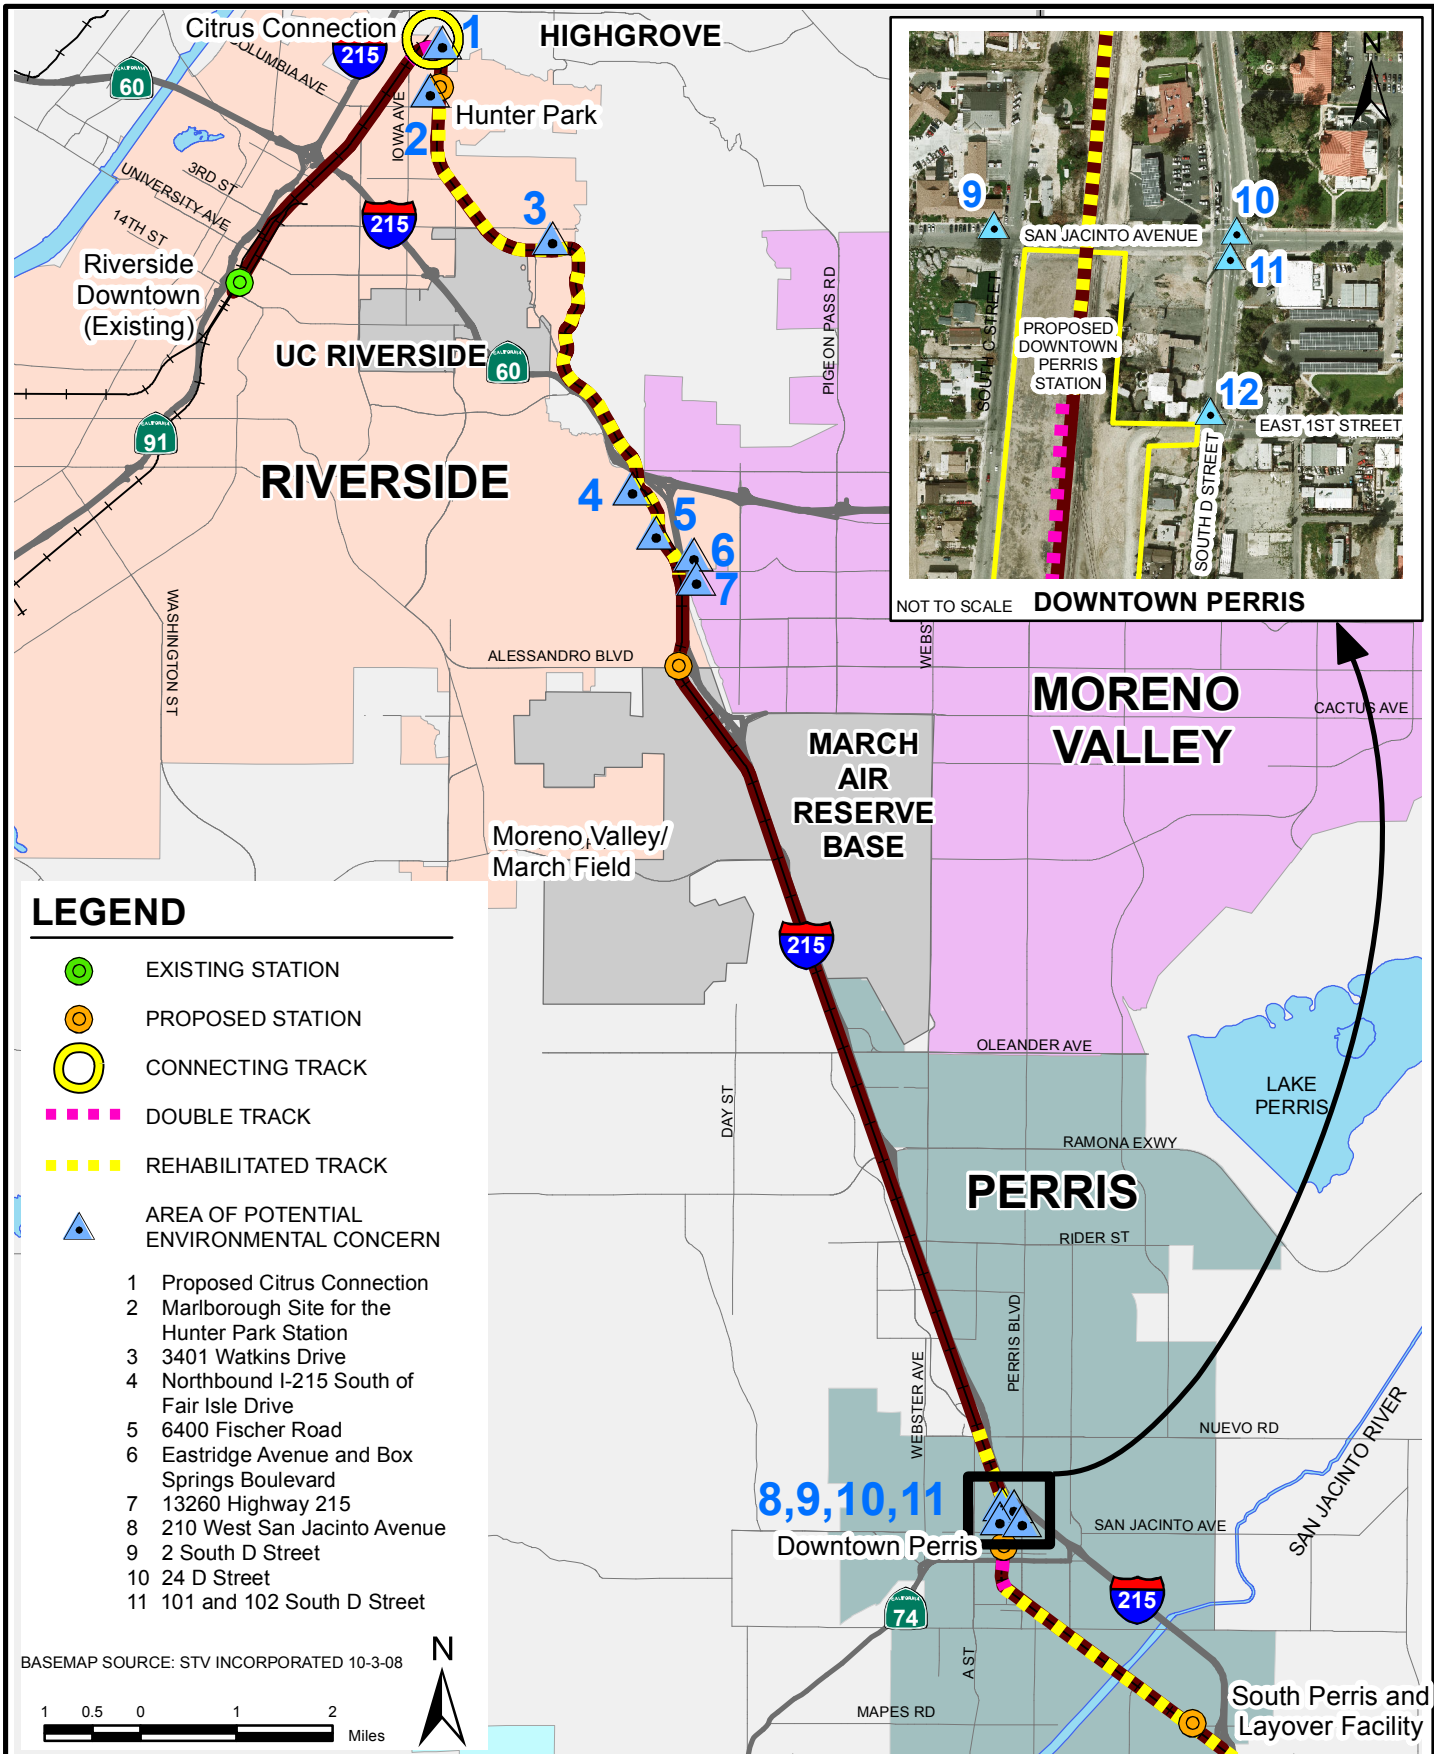 Citrus Connection
1
HIGHGROVE
215
60
COLUMBIA AVE
IOWA AVE
Hunter Park
2
3RD ST
UNIVERSITY AVE
14TH ST
3
215
Riverside
Downtown
(Existing)
UC RIVERSIDE
60
PIGEON PASS RD
91
RIVERSIDE
4
5
6
7
WASHINGTON ST
ALESSANDRO BLVD
WEBST
MORENO
VALLEY
CACTUS AVE
MARCH
AIR
RESERVE
BASE
Moreno Valley/
March Field
215
OLEANDER AVE
DAY ST
LAKE
PERRIS
RAMONA EXWY
PERRIS
RIDER ST
PERRIS BLVD
WEBSTER AVE
NUEVO RD
SAN JACINTO RIVER
8,9,10,11
SAN JACINTO AVE
Downtown Perris
74
215
A ST
MAPES RD
South Perris and
Layover Facility
N
9
10
SAN JACINTO AVENUE
11
SOUTH C STREET
PROPOSED
DOWNTOWN
PERRIS
STATION
12
EAST 1ST STREET
SOUTH D STREET
NOT TO SCALE
DOWNTOWN PERRIS
LEGEND
EXISTING STATION
PROPOSED STATION
CONNECTING TRACK
DOUBLE TRACK
REHABILITATED TRACK
AREA OF POTENTIAL
ENVIRONMENTAL CONCERN
1 Proposed Citrus Connection
2 Marlborough Site for the
Hunter Park Station
3 3401 Watkins Drive
4 Northbound I-215 South of
Fair Isle Drive
5 6400 Fischer Road
6 Eastridge Avenue and Box
Springs Boulevard
7 13260 Highway 215
8 210 West San Jacinto Avenue
9 2 South D Street
10 24 D Street
11 101 and 102 South D Street
BASEMAP SOURCE: STV INCORPORATED 10-3-08
N
1 0.5 0 1 2
Miles